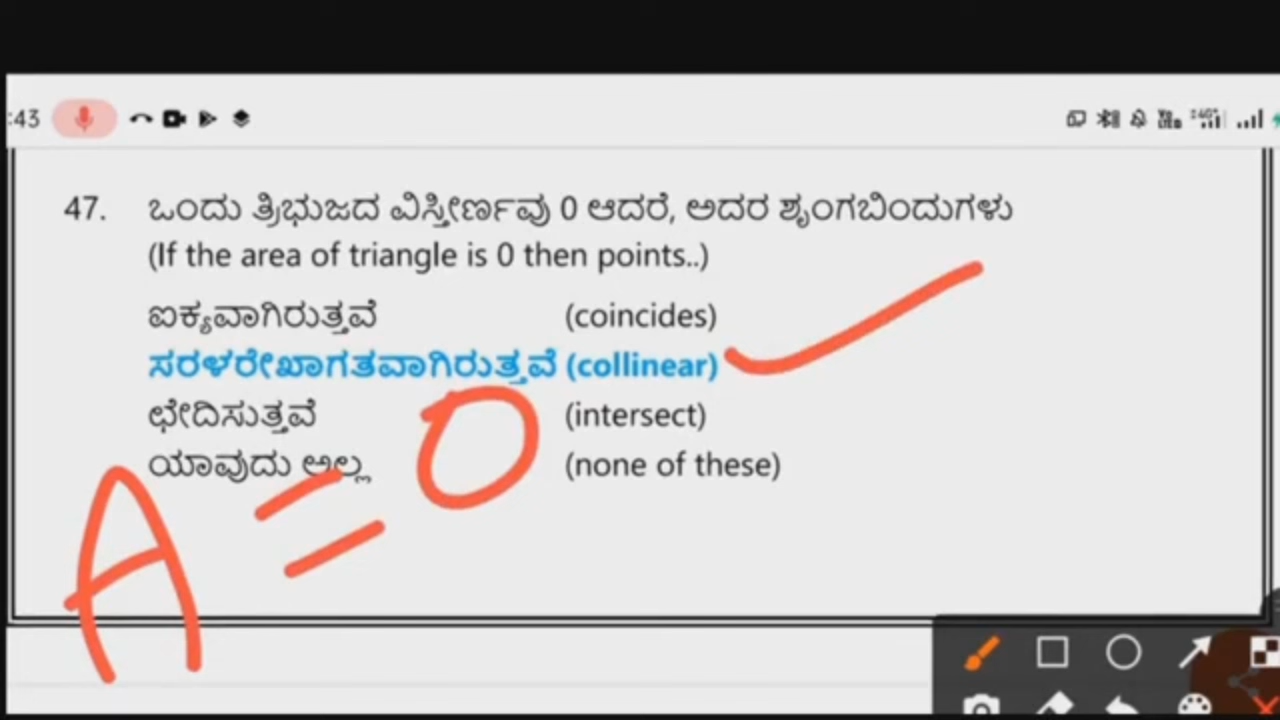 :43
47. ಒಂದು ತ್ರಿಭುಜದ ವಿಸ್ತೀರ್ಣವು 0 ಆದರೆ, ಅದರ ಶೃಂಗಬಿಂದುಗಳು
(If the area of triangle is 0 then points..)
ಐಕ್ಯವಾಗಿರುತ್ತವೆ (coincides)
ಸರಳರೇಖಾಗತವಾಗಿರುತ್ತವೆ (collinear)
ಛೇದಿಸುತ್ತವೆ (intersect)
ಯಾವುದು ಅಲ್ಲ (none of these)
A = 0